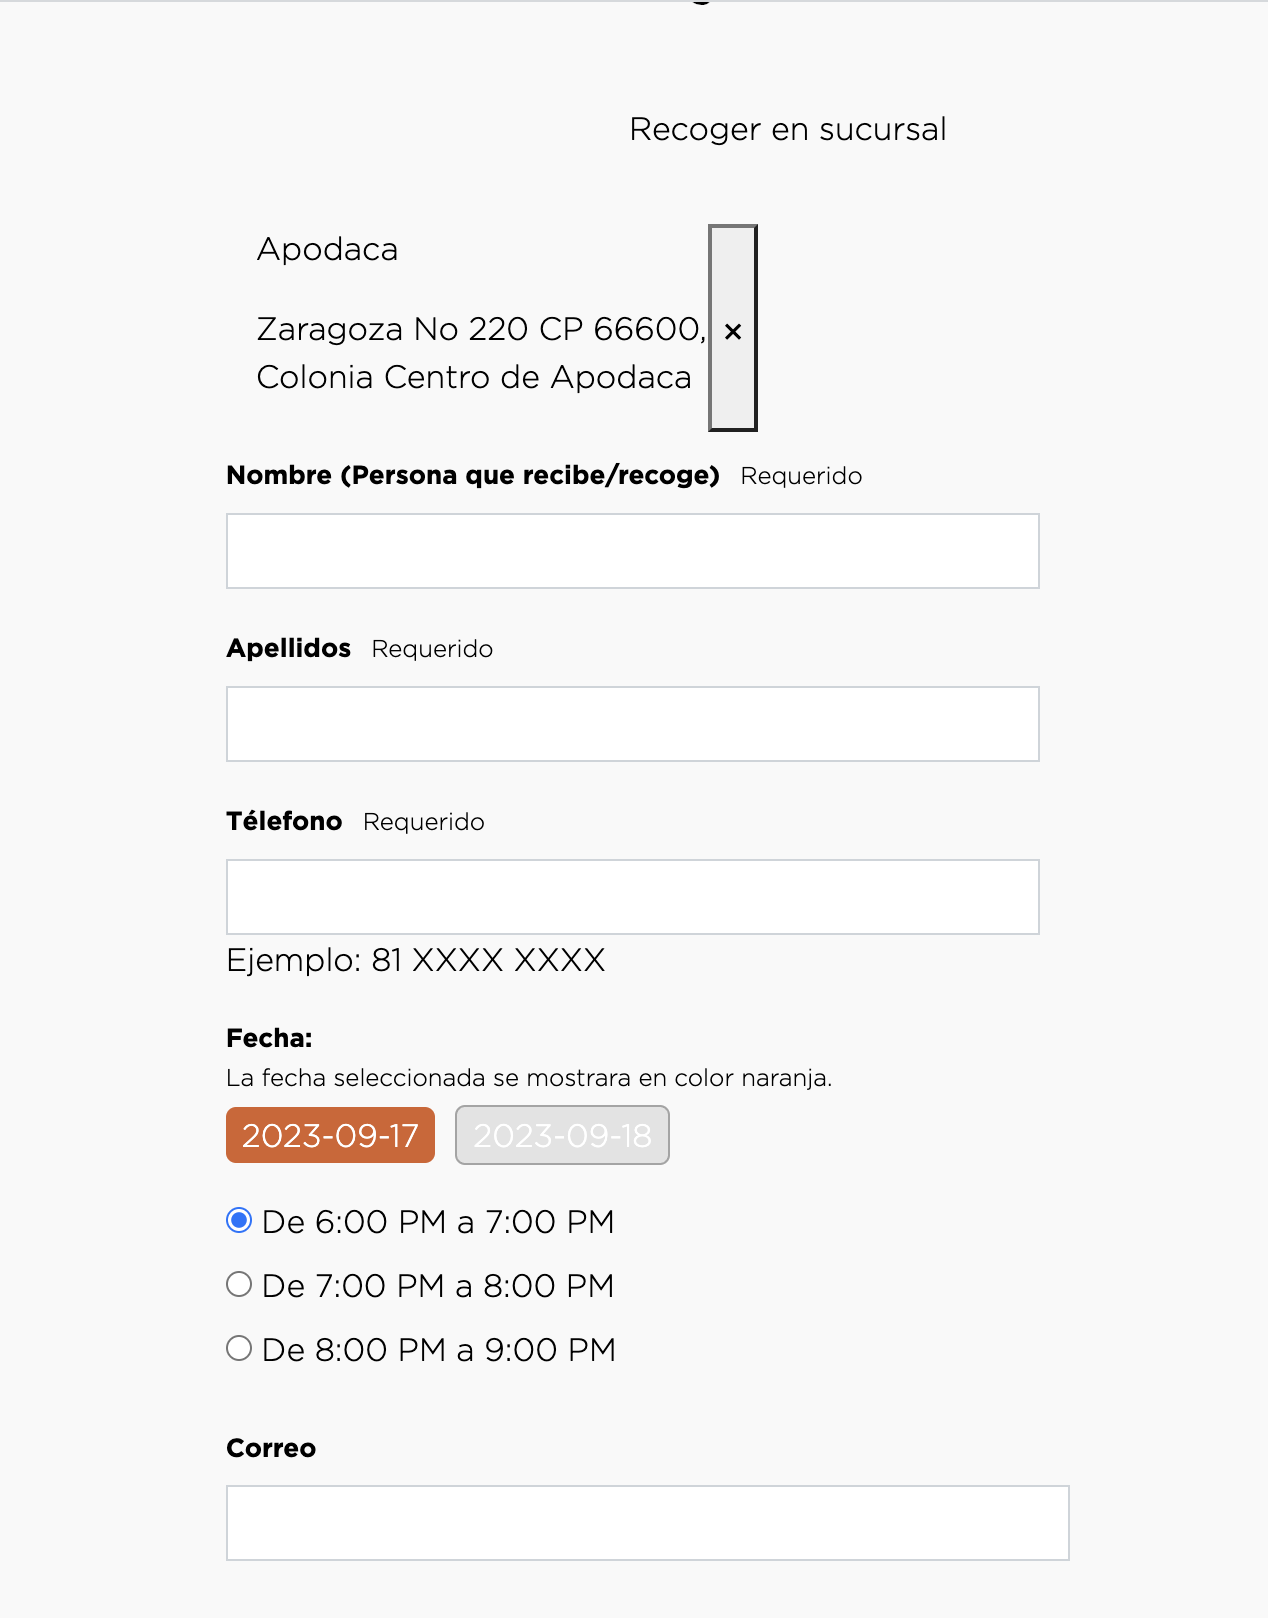 Recoger en sucursal
Apodaca
Zaragoza No 220 CP 66600,
Colonia Centro de Apodaca
×
Nombre (Persona que recibe/recoge) Requerido
Apellidos Requerido
Télefono Requerido
Ejemplo: 81 XXXX XXXX
Fecha:
La fecha seleccionada se mostrara en color naranja.
2023-09-17 2023-09-18
De 6:00 PM a 7:00 PM
De 7:00 PM a 8:00 PM
De 8:00 PM a 9:00 PM
Correo